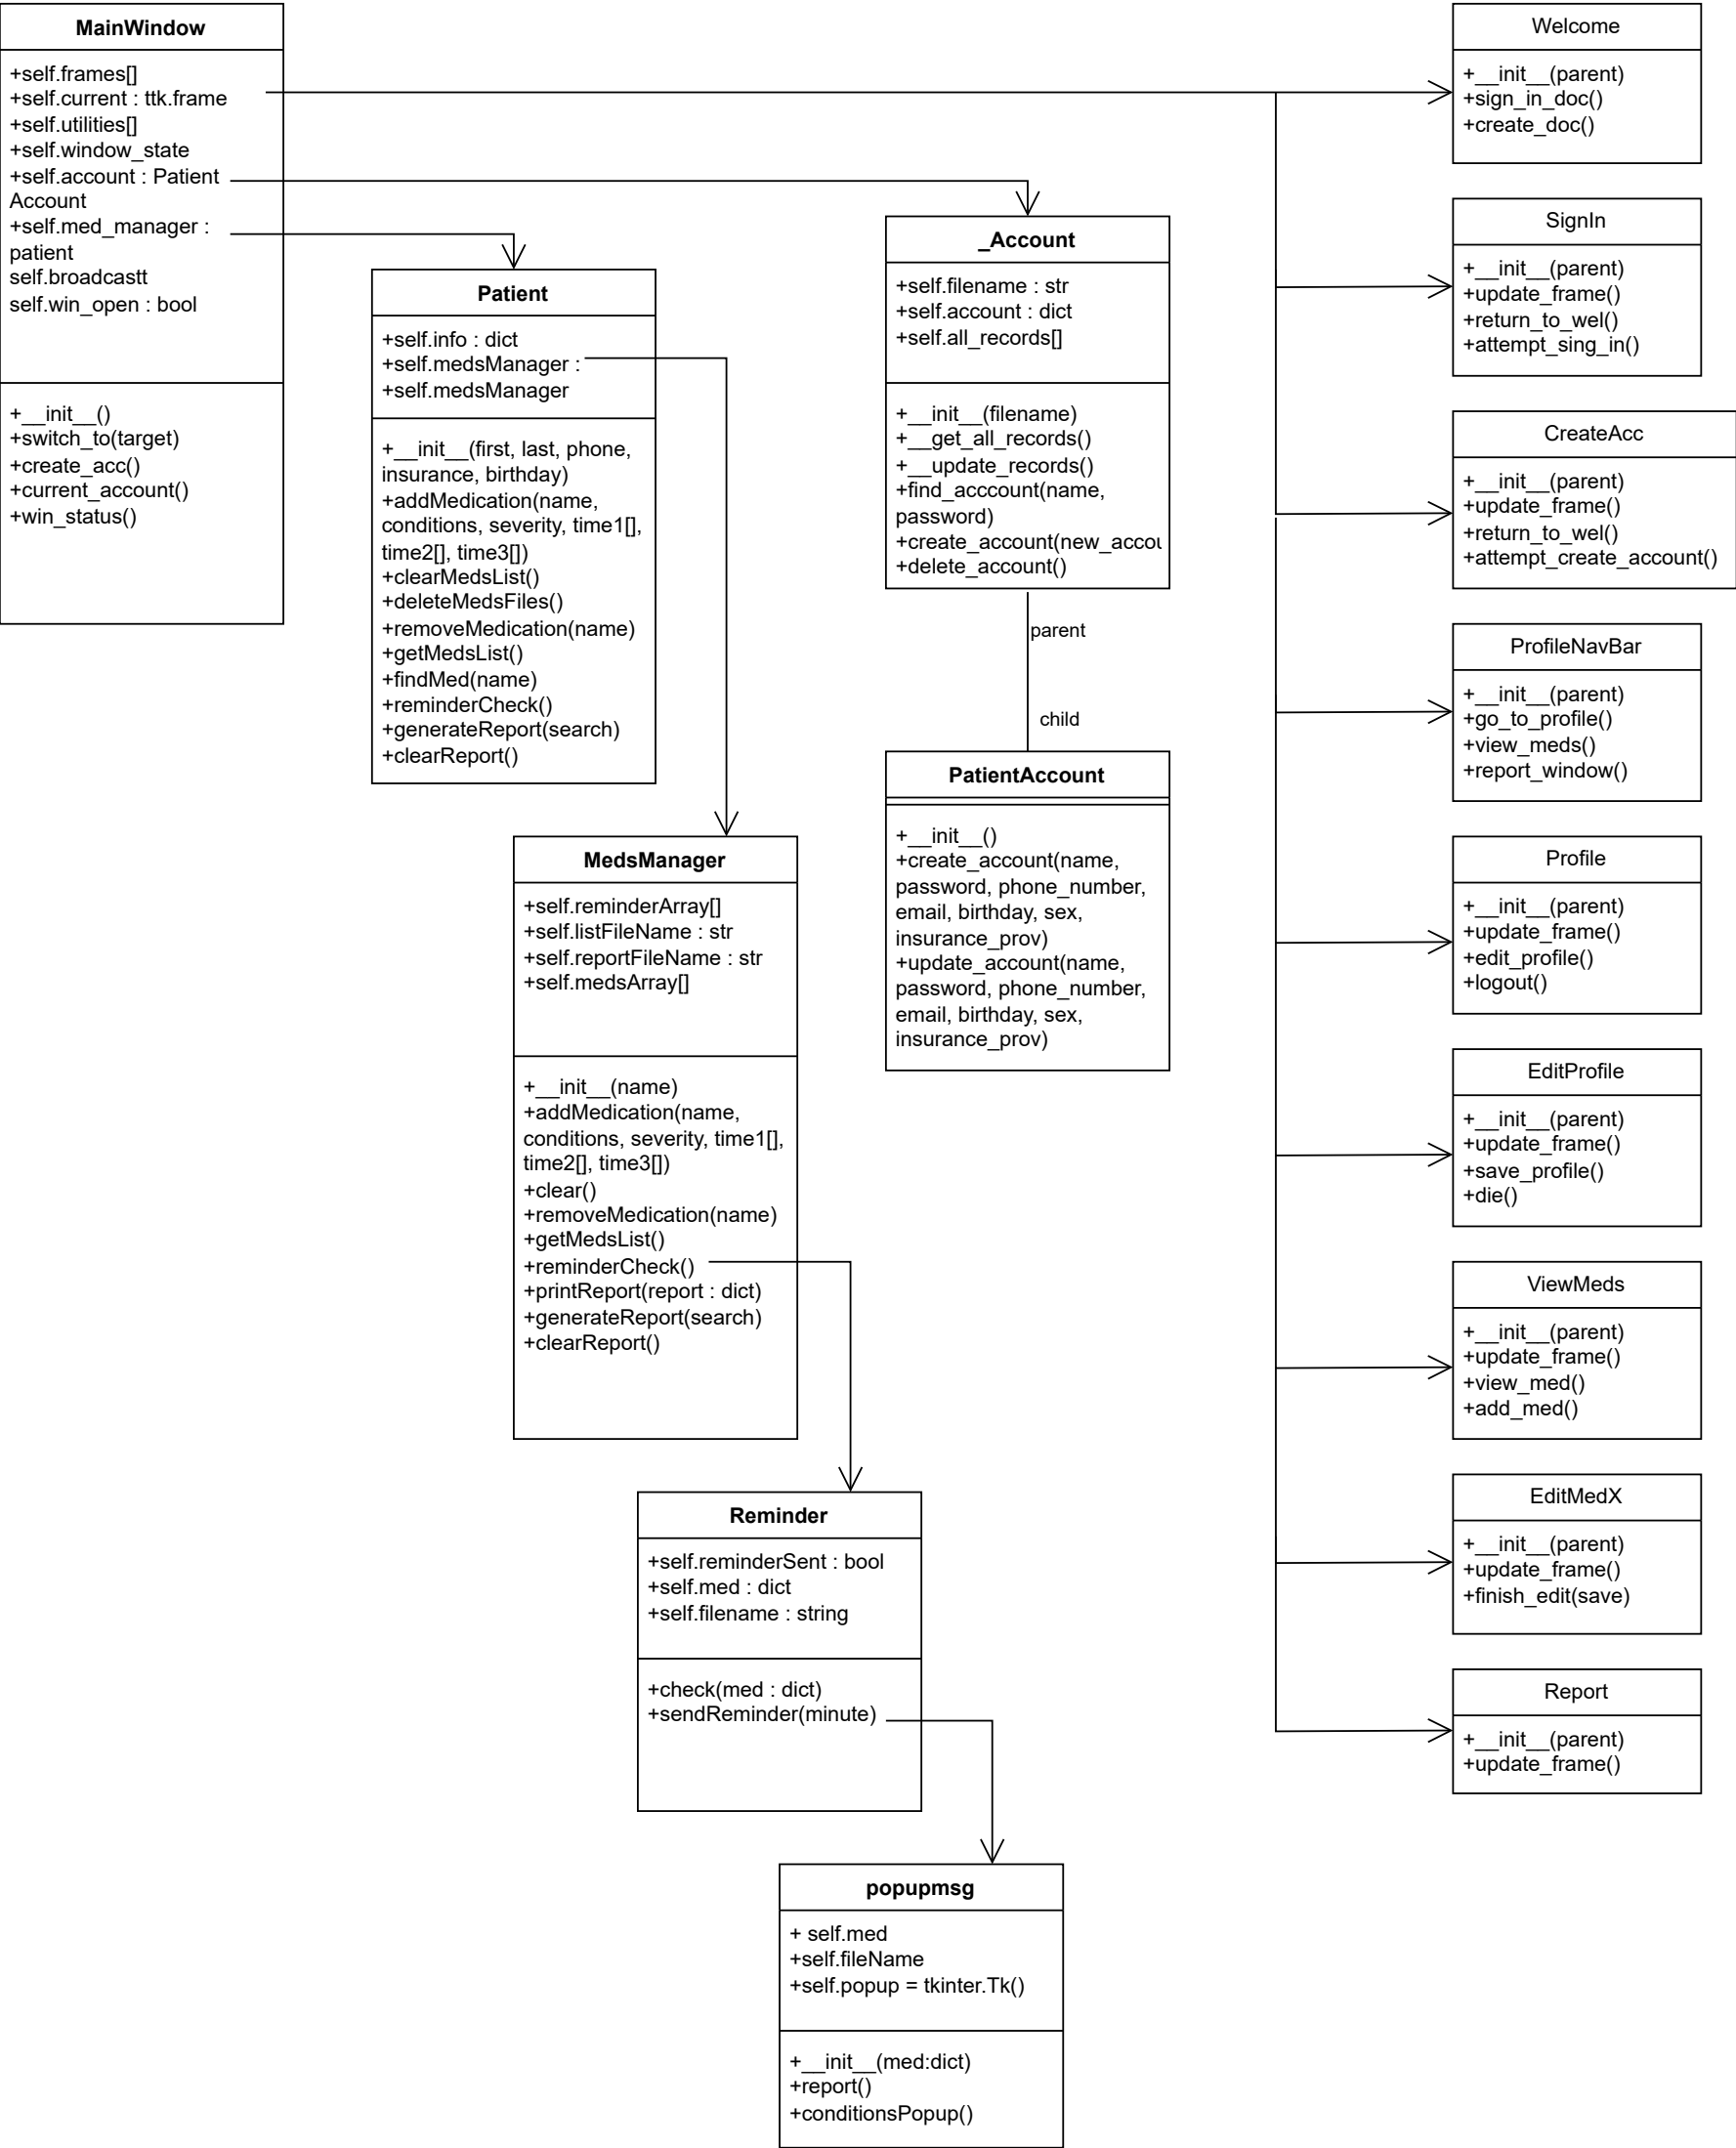 MainWindow
+self.frames[]
+self.current : ttk.frame
+self.utilities[]
+self.window_state
+self.account : Patient
Account
+self.med_manager :
patient
self.broadcastt
self.win_open : bool
+__init__()
+switch_to(target)
+create_acc()
+current_account()
+win_status()
Patient
+self.info : dict
+self.medsManager :
+self.medsManager
+__init__(first, last, phone,
insurance, birthday)
+addMedication(name,
conditions, severity, time1[],
time2[], time3[])
+clearMedsList()
+deleteMedsFiles()
+removeMedication(name)
+getMedsList()
+findMed(name)
+reminderCheck()
+generateReport(search)
+clearReport()
MedsManager
+self.reminderArray[]
+self.listFileName : str
+self.reportFileName : str
+self.medsArray[]
+__init__(name)
+addMedication(name,
conditions, severity, time1[],
time2[], time3[])
+clear()
+removeMedication(name)
+getMedsList()
+reminderCheck()
+printReport(report : dict)
+generateReport(search)
+clearReport()
Reminder
+self.reminderSent : bool
+self.med : dict
+self.filename : string
+check(med : dict)
+sendReminder(minute)
popupmsg
+ self.med
+self.fileName
+self.popup = tkinter.Tk()
+__init__(med:dict)
+report()
+conditionsPopup()
_Account
+self.filename : str
+self.account : dict
+self.all_records[]
+__init__(filename)
+__get_all_records()
+__update_records()
+find_acccount(name,
password)
+create_account(new_accou
+delete_account()
parent
child
PatientAccount
+__init__()
+create_account(name,
password, phone_number,
email, birthday, sex,
insurance_prov)
+update_account(name,
password, phone_number,
email, birthday, sex,
insurance_prov)
Welcome
+__init__(parent)
+sign_in_doc()
+create_doc()
SignIn
+__init__(parent)
+update_frame()
+return_to_wel()
+attempt_sing_in()
CreateAcc
+__init__(parent)
+update_frame()
+return_to_wel()
+attempt_create_account()
ProfileNavBar
+__init__(parent)
+go_to_profile()
+view_meds()
+report_window()
Profile
+__init__(parent)
+update_frame()
+edit_profile()
+logout()
EditProfile
+__init__(parent)
+update_frame()
+save_profile()
+die()
ViewMeds
+__init__(parent)
+update_frame()
+view_med()
+add_med()
EditMedX
+__init__(parent)
+update_frame()
+finish_edit(save)
Report
+__init__(parent)
+update_frame()